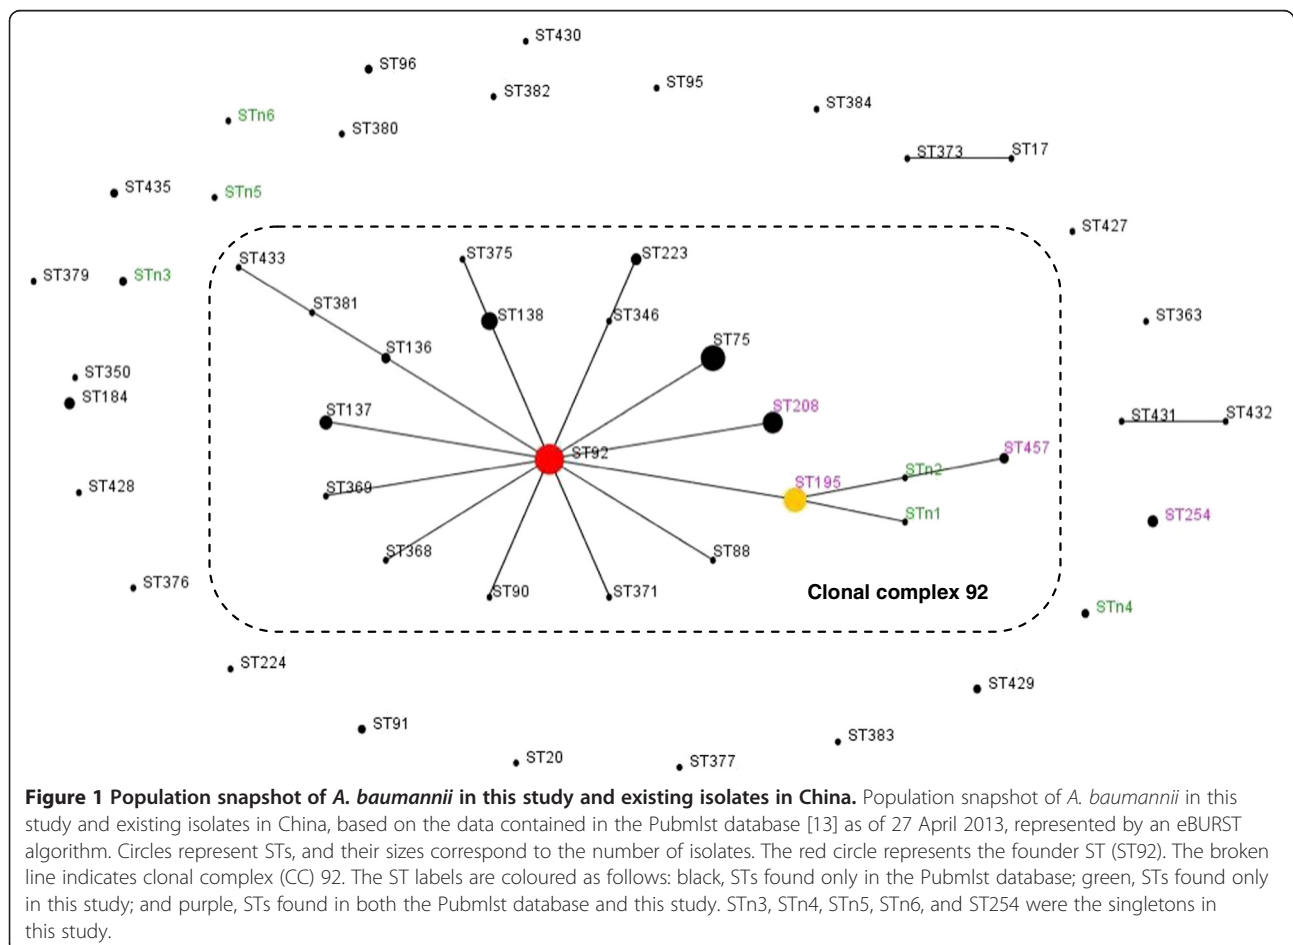 ST430
ST96
ST95
ST382
ST384
STn6
ST380
ST373 ST17
ST435
STn5
ST427
ST433
ST375
ST223
ST379
STn3
ST381
ST138
ST346
ST363
ST75
ST136
ST350
ST184
ST137
ST208
ST431 ST432
ST92
ST457
STn2
ST195
ST369
ST428
STn1
ST254
ST368
ST88
ST376
ST90
ST371
Clonal complex 92
STn4
ST224
ST429
ST91
ST383
ST20
ST377
Figure 1 Population snapshot of A. baumannii in this study and existing isolates in China. Population snapshot of A. baumannii in this
study and existing isolates in China, based on the data contained in the Pubmlst database [13] as of 27 April 2013, represented by an eBURST
algorithm. Circles represent STs, and their sizes correspond to the number of isolates. The red circle represents the founder ST (ST92). The broken
line indicates clonal complex (CC) 92. The ST labels are coloured as follows: black, STs found only in the Pubmlst database; green, STs found only
in this study; and purple, STs found in both the Pubmlst database and this study. STn3, STn4, STn5, STn6, and ST254 were the singletons in
this study.